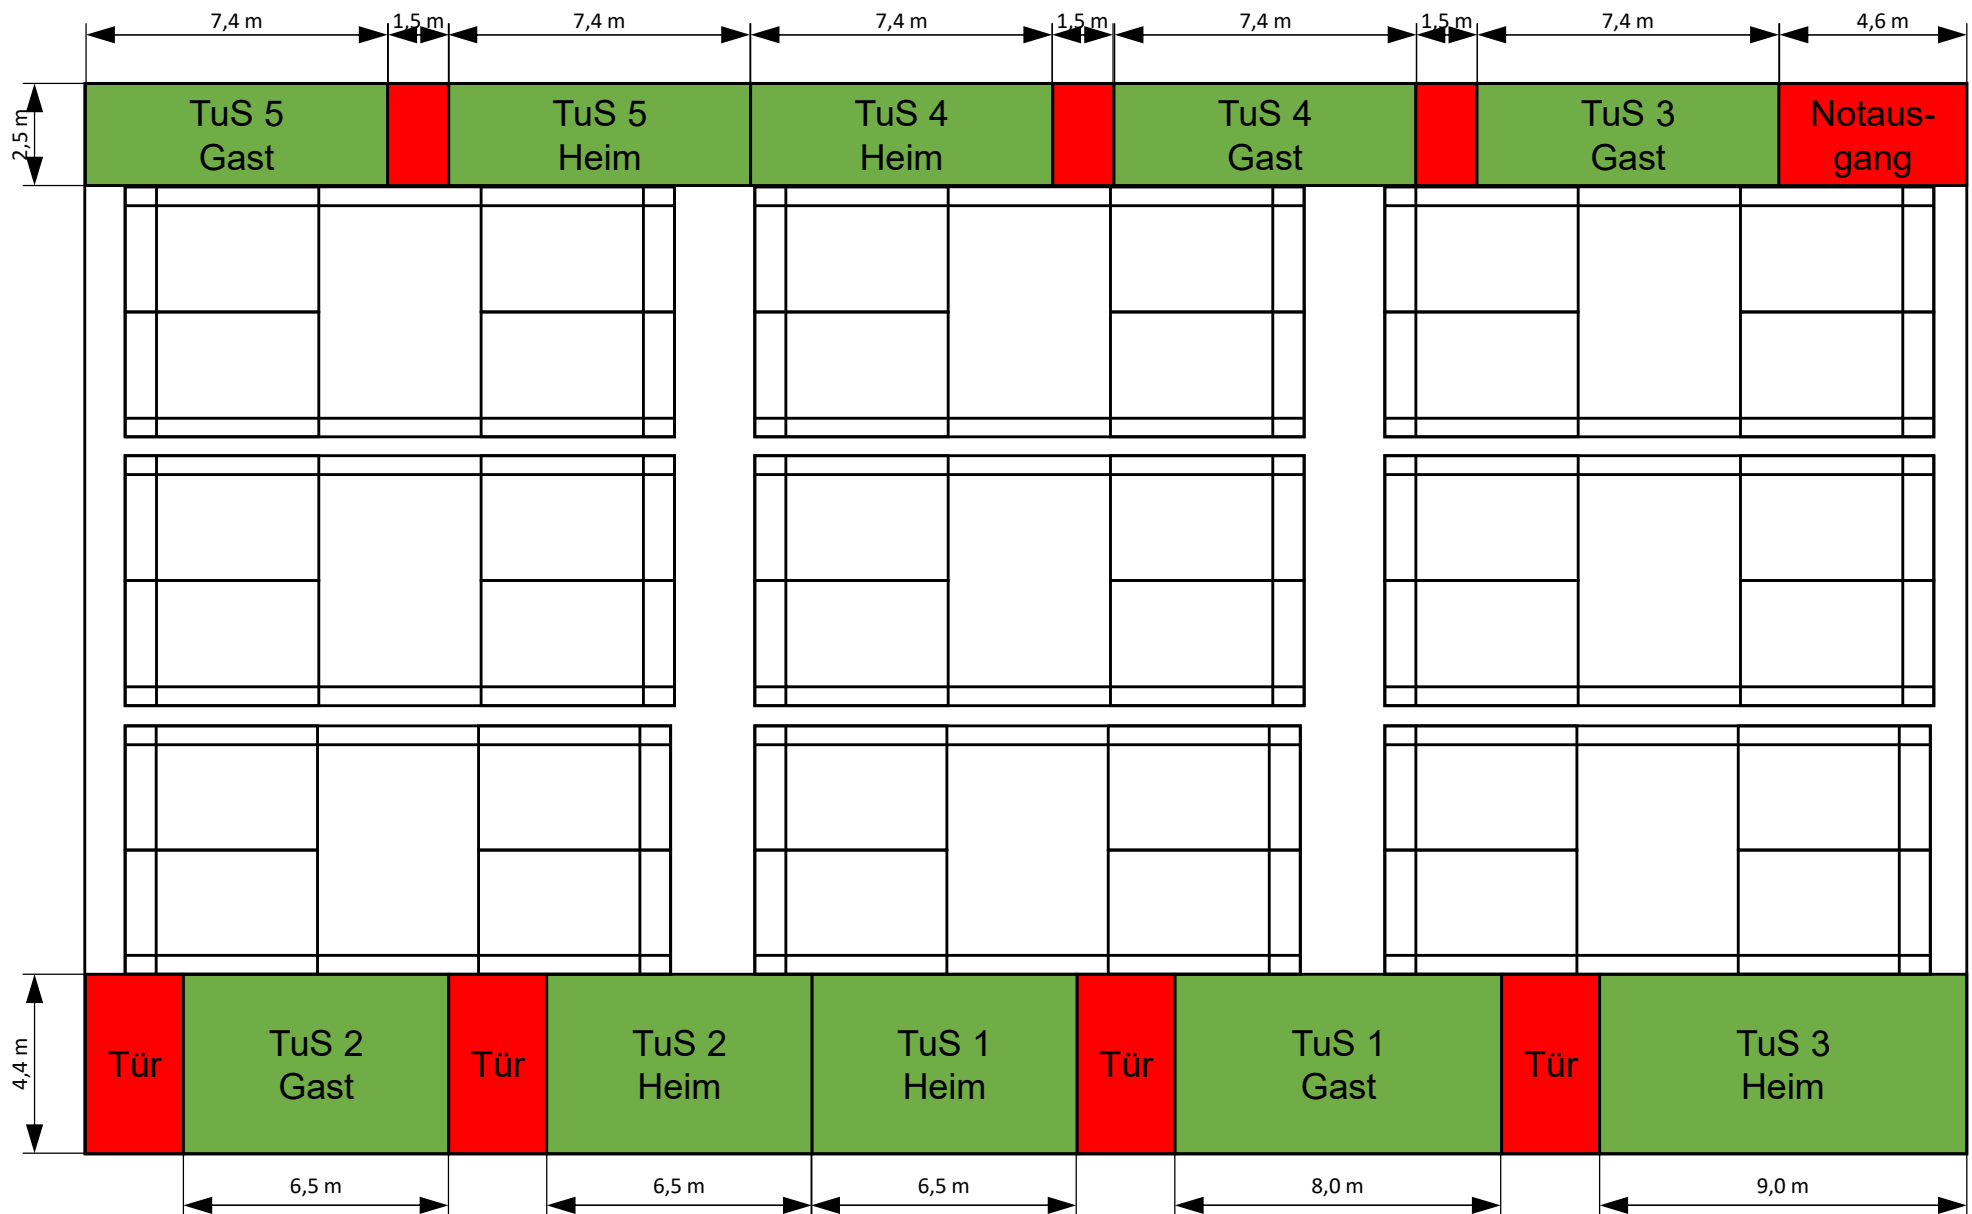 7,4 m 1,5 m 7,4 m 7,4 m 1,5 m 7,4 m 1,5 m 7,4 m 4,6 m
2,5 m
TuS 5
Gast
TuS 5
Heim
TuS 4
Heim
TuS 4
Gast
TuS 3
Gast
Notaus-
gang
4,4 m
Tür
TuS 2
Gast
Tür
TuS 2
Heim
TuS 1
Heim
Tür
TuS 1
Gast
Tür
TuS 3
Heim
6,5 m 6,5 m 6,5 m 8,0 m 9,0 m